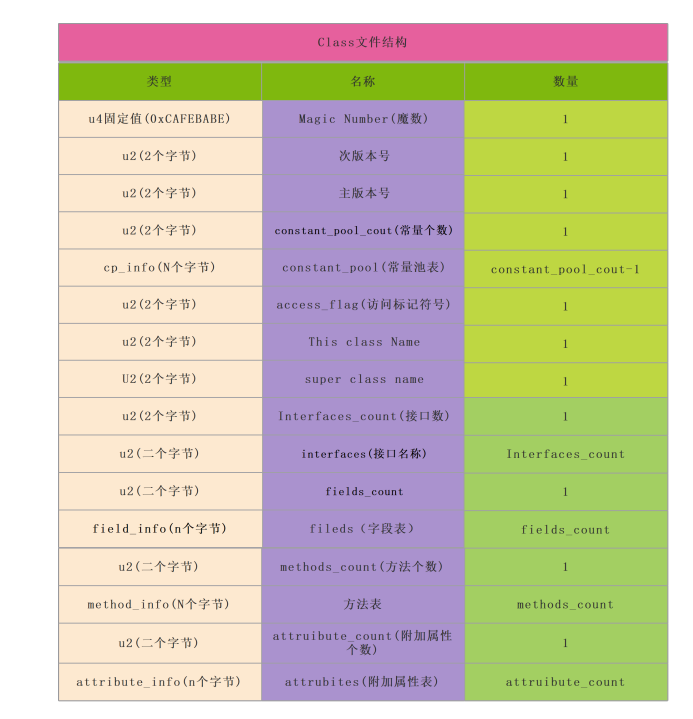 Class文件结构
类型 名称 数量
u4固定值(0xCAFEBABE) Magic Number(魔数) 1
u2(2个字节) 次版本号 1
u2(2个字节) 主版本号 1
u2(2个字节) constant_pool_cout(常量个数) 1
cp_info(N个字节) constant_pool(常量池表) constant_pool_cout-1
u2(2个字节) access_flag(访问标记符号) 1
u2(2个字节) This class Name 1
U2(2个字节) super class name 1
u2(2个字节) Interfaces_count(接口数) 1
u2(二个字节) interfaces(接口名称) Interfaces_count
u2(二个字节) fields_count 1
field_info(n个字节) fileds（字段表） fields_count
u2(二个字节) methods_count(方法个数) 1
method_info(N个字节) 方法表 methods_count
u2(二个字节) attruibute_count(附加属性
个数) 1
attribute_info(n个字节) attrubites(附加属性表) attruibute_count